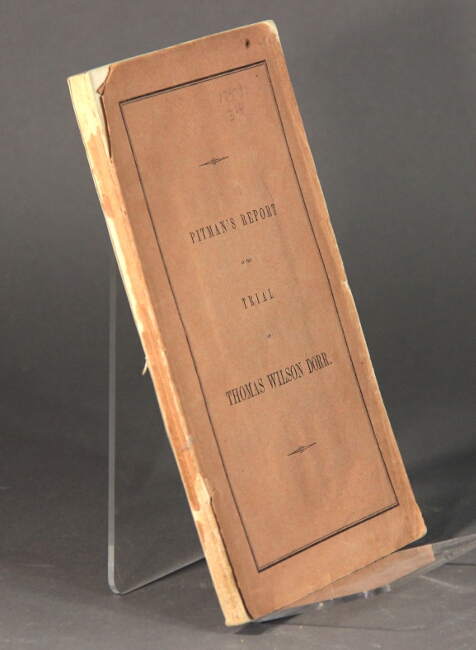 PITMAN'S REPORT
OF THE
TRIAL
OF
THOMAS WILSON DORR.